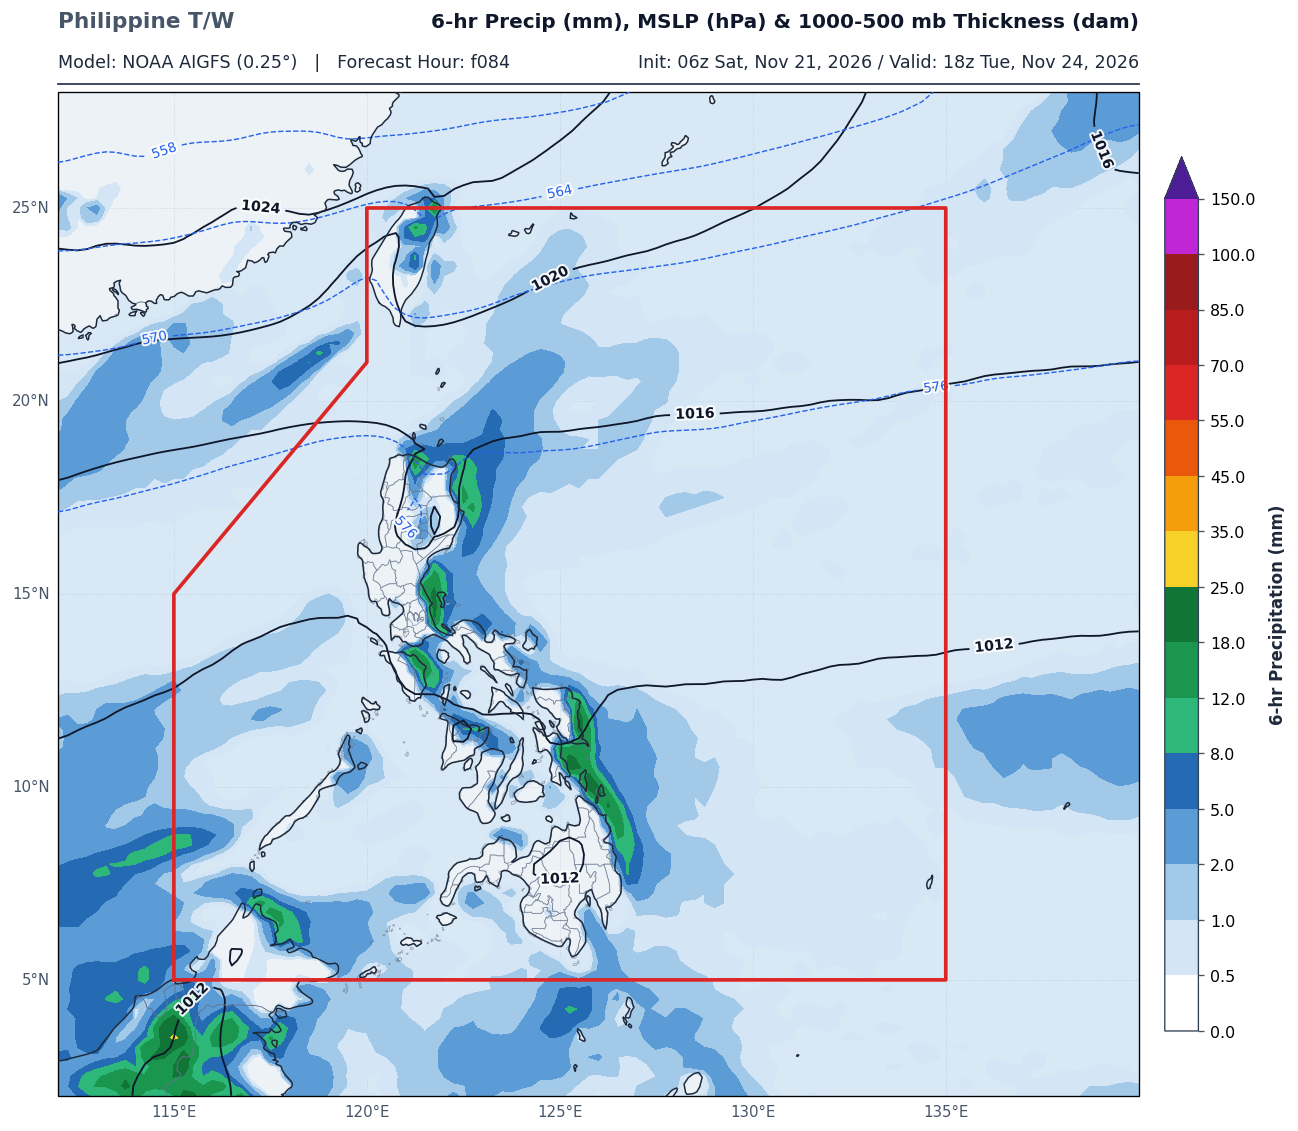 Philippine T/W
6-hr Precip (mm), MSLP (hPa) & 1000-500 mb Thickness (dam)
Model: NOAA AIGFS (0.25°) | Forecast Hour: f084
Init: 06z Sat, Nov 21, 2026 / Valid: 18z Tue, Nov 24, 2026
558
1016
564
1024
25°N
1020
570
576
20°N
1016
576
15°N
1012
10°N
1012
5°N
1012
115°E
120°E
125°E
130°E
135°E
150.0
100.0
85.0
70.0
55.0
45.0
35.0
25.0
18.0
12.0
8.0
5.0
2.0
1.0
0.5
0.0
6-hr Precipitation (mm)